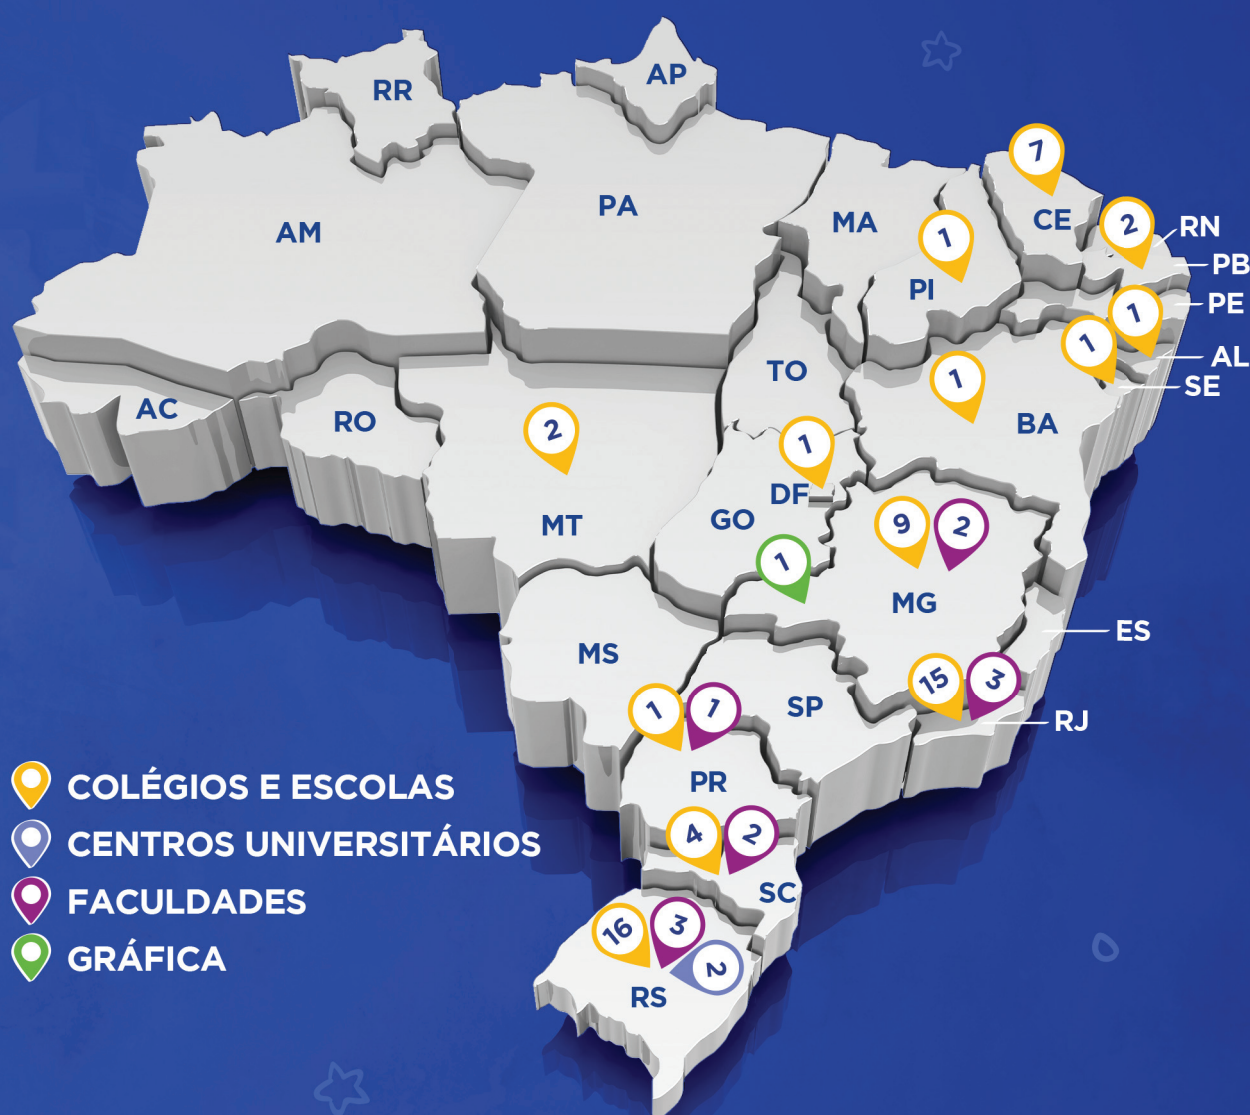 AP
RR
7
PA
MA
CE
2
RN
AM
1
PB
PI
PE
1
1
AL
TO
1
SE
AC
RO
2
BA
1
DF
MT
GO
9
2
1
MG
ES
MS
15
3
SP
1
1
RJ
PR
COLÉGIOS E ESCOLAS
4
2
CENTROS UNIVERSITÁRIOS
SC
FACULDADES
16
3
GRÁFICA
2
RS